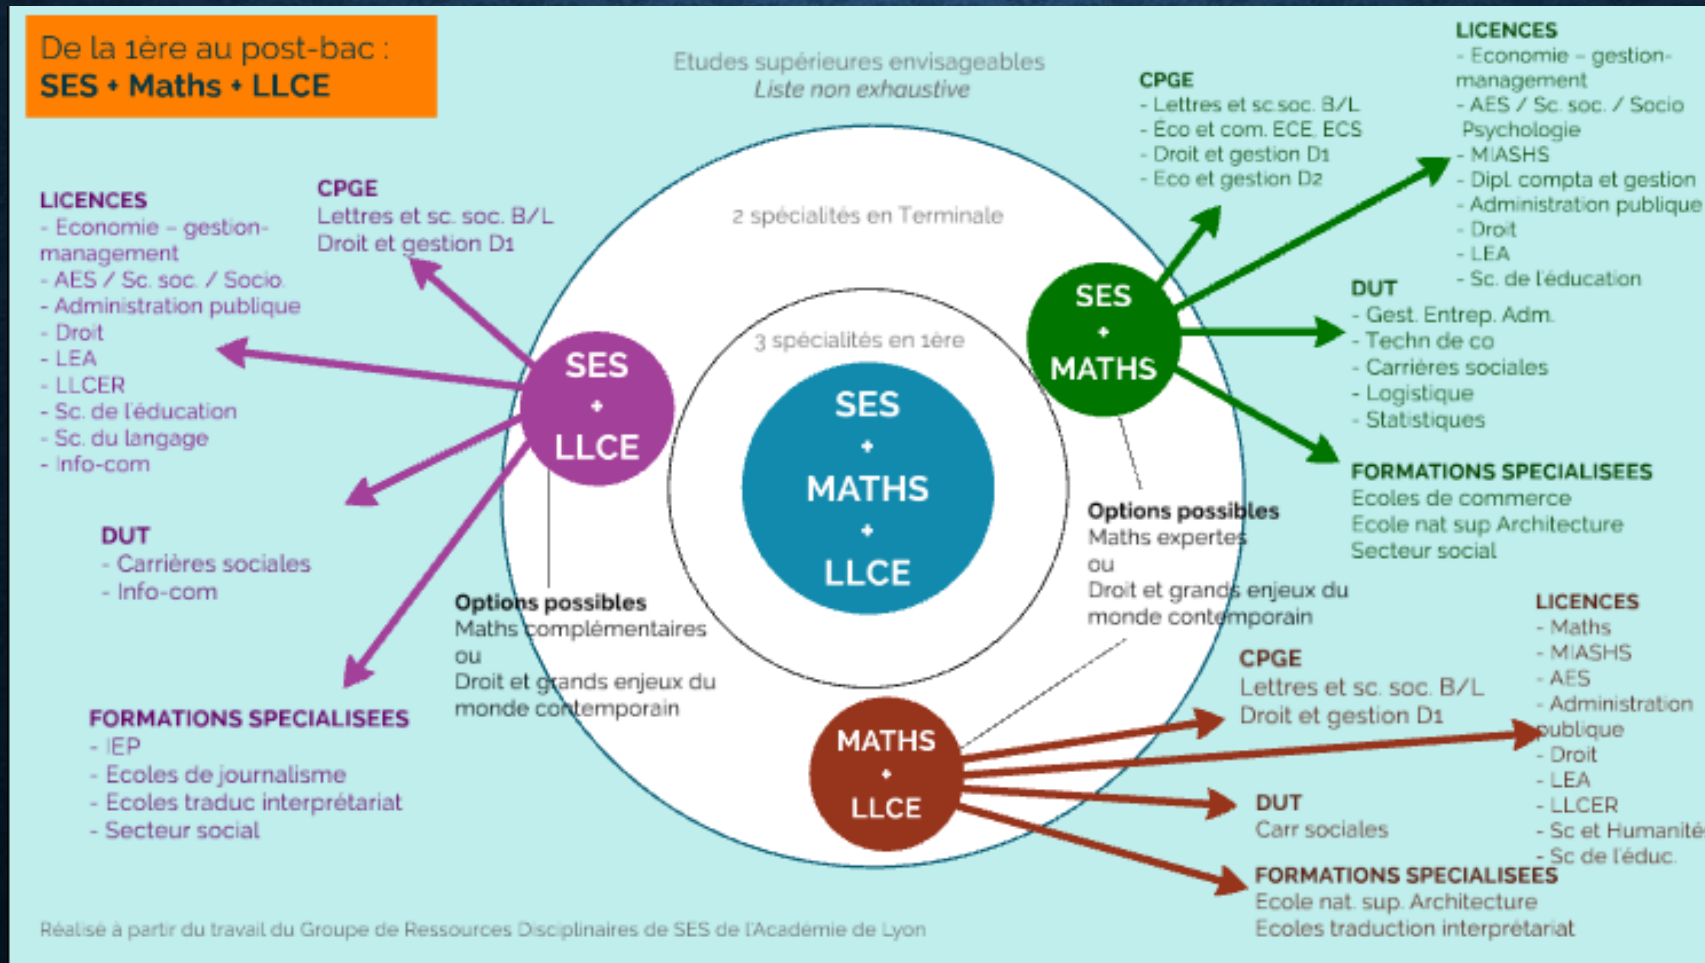 De la 1ère au post-bac :
SES + Maths + LLCE
Etudes supérieures envisageables
Liste non exhaustive
2 spécialités en Terminale
3 spécialités en 1ère
SES
+
MATHS
+
LLCE
SES
+
LLCE
LICENCES
- Economie – gestion-
management
- AES / Sc. soc. / Socio.
- Administration publique
- Droit
- LEA
- LLCER
- Sc. de l'éducation
- Sc. du langage
- Info-com
CPGE
Lettres et sc. soc. B/L
Droit et gestion D1
DUT
- Carrières sociales
- Info-com
FORMATIONS SPECIALISEES
- IEP
- Ecoles de journalisme
- Ecoles traduc interprétariat
- Secteur social
Options possibles
Maths complémentaires
ou
Droit et grands enjeux du
monde contemporain
SES
+
MATHS
CPGE
- Lettres et sc.soc. B/L
- Eco et com. ECE, ECS
- Droit et gestion D1
- Eco et gestion D2
LICENCES
- Economie – gestion-
management
- AES / Sc. soc. / Socio
Psychologie
- MIASHS
- Dipl. compta et gestion
- Administration publique
- Droit
- LEA
- Sc. de l'éducation
DUT
- Gest. Entrep. Adm.
- Techn de co
- Carrières sociales
- Logistique
- Statistiques
FORMATIONS SPECIALISEES
Ecoles de commerce
Ecole nat sup Architecture
Secteur social
Options possibles
Maths expertes
ou
Droit et grands enjeux du
monde contemporain
MATHS
+
LLCE
CPGE
Lettres et sc. soc. B/L
Droit et gestion D1
LICENCES
- Maths
- MIASHS
- AES
- Administration
publique
- Droit
- LEA
- LLCER
- Sc et Humanité
- Sc de l'éduc.
DUT
Carr sociales
FORMATIONS SPECIALISEES
Ecole nat. sup. Architecture
Ecoles traduction interprétariat
Réalisé à partir du travail du Groupe de Ressources Disciplinaires de SES de l'Académie de Lyon